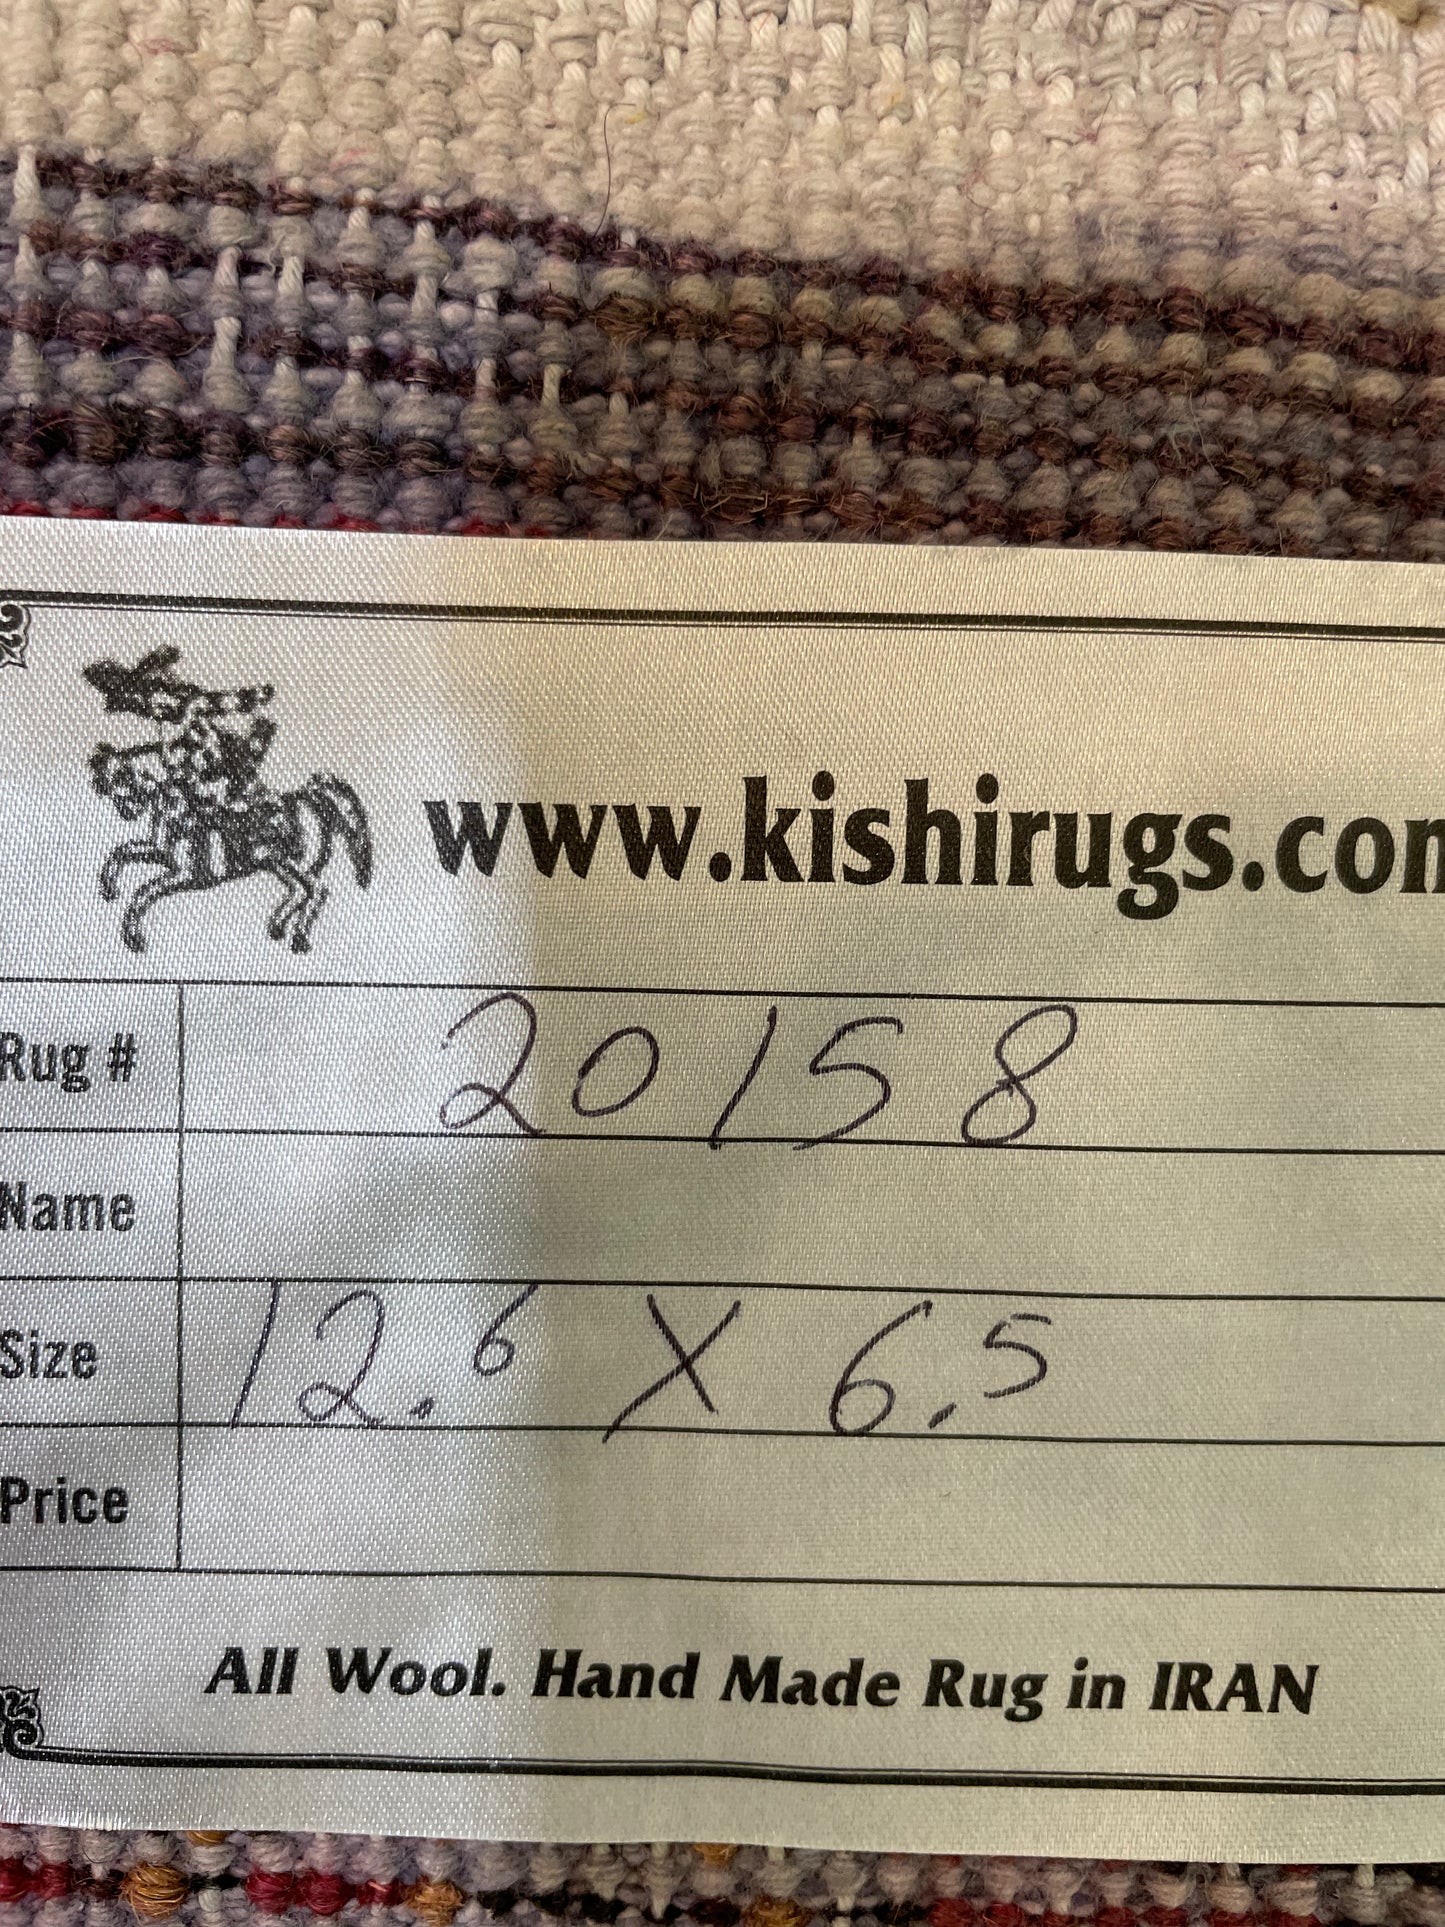 www.kishirugs.com
Rug # 20158
Name
Size 12.6 X 6.5
Price
All Wool. Hand Made Rug in IRAN